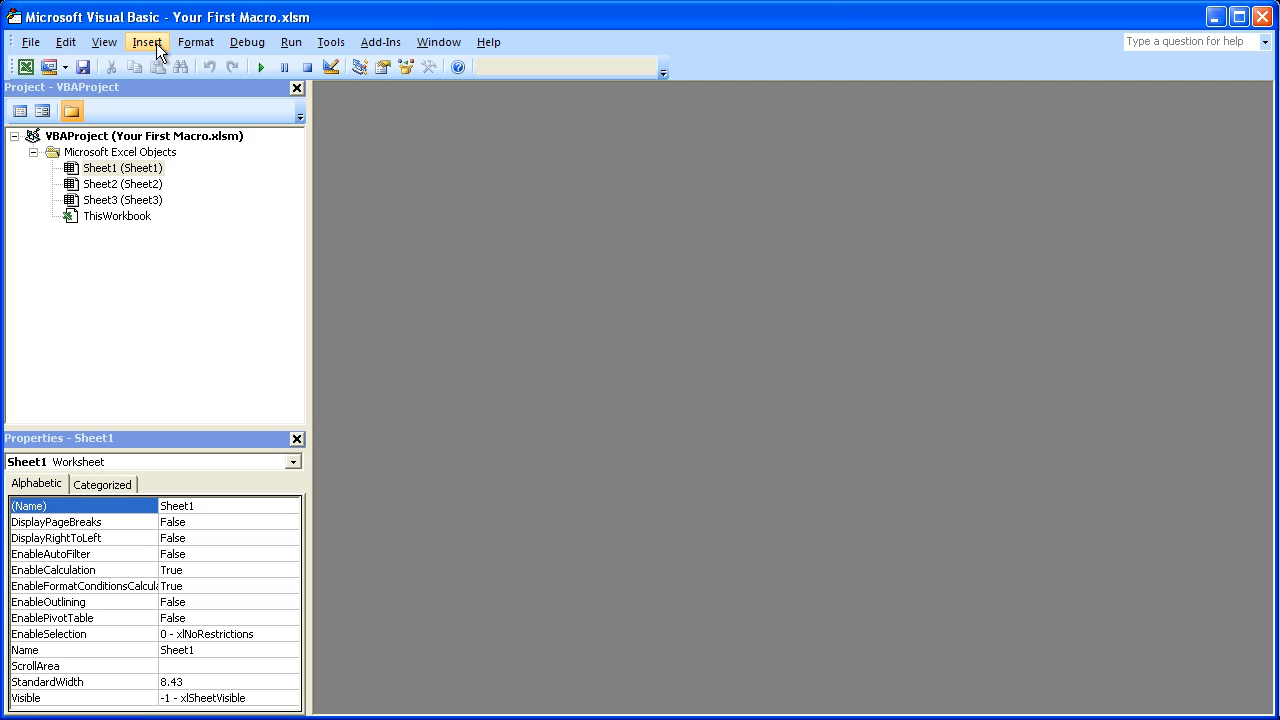 Microsoft Visual Basic - Your First Macro.xlsm
File Edit View Insert Format Debug Run Tools Add-Ins Window Help
Type a question for help
Project - VBAProject
VBAProject (Your First Macro.xlsm)
Microsoft Excel Objects
Sheet1 (Sheet1)
Sheet2 (Sheet2)
Sheet3 (Sheet3)
ThisWorkbook
Properties - Sheet1
Sheet1 Worksheet
Alphabetic Categorized
(Name) Sheet1
DisplayPageBreaks False
DisplayRightToLeft False
EnableAutoFilter False
EnableCalculation True
EnableFormatConditionsCalcula True
EnableOutlining False
EnablePivotTable False
EnableSelection 0 - xlNoRestrictions
Name Sheet1
ScrollArea
StandardWidth 8.43
Visible -1 - xlSheetVisible